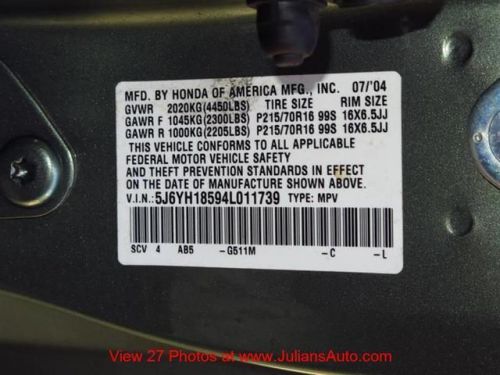 MFD. BY HONDA OF AMERICA MFG., INC. 07/'04
GVWR 2020KG(4450LBS) TIRE SIZE RIM SIZE
GAWR F 1045KG(2300LBS) P215/70R16 99S 16X6.5JJ
GAWR R 1000KG(2205LBS) P215/70R16 99S 16X6.5JJ
THIS VEHICLE CONFORMS TO ALL APPLICABLE
FEDERAL MOTOR VEHICLE SAFETY
AND THEFT PREVENTION STANDARDS IN EFFECT
ON THE DATE OF MANUFACTURE SHOWN ABOVE.
V.I.N.: 5J6YH18594L011739 TYPE: MPV
SCV 4 AB5 -G511M -C -L
View 27 Photos at www.JuliansAuto.com